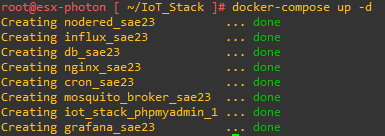 root@esx-photon [ ~/IoT_Stack ]# docker-compose up -d
Creating nodered_sae23 ... done
Creating influx_sae23 ... done
Creating db_sae23 ... done
Creating nginx_sae23 ... done
Creating cron_sae23 ... done
Creating mosquito_broker_sae23 ... done
Creating iot_stack_phpmyadmin_1 ... done
Creating grafana_sae23 ... done